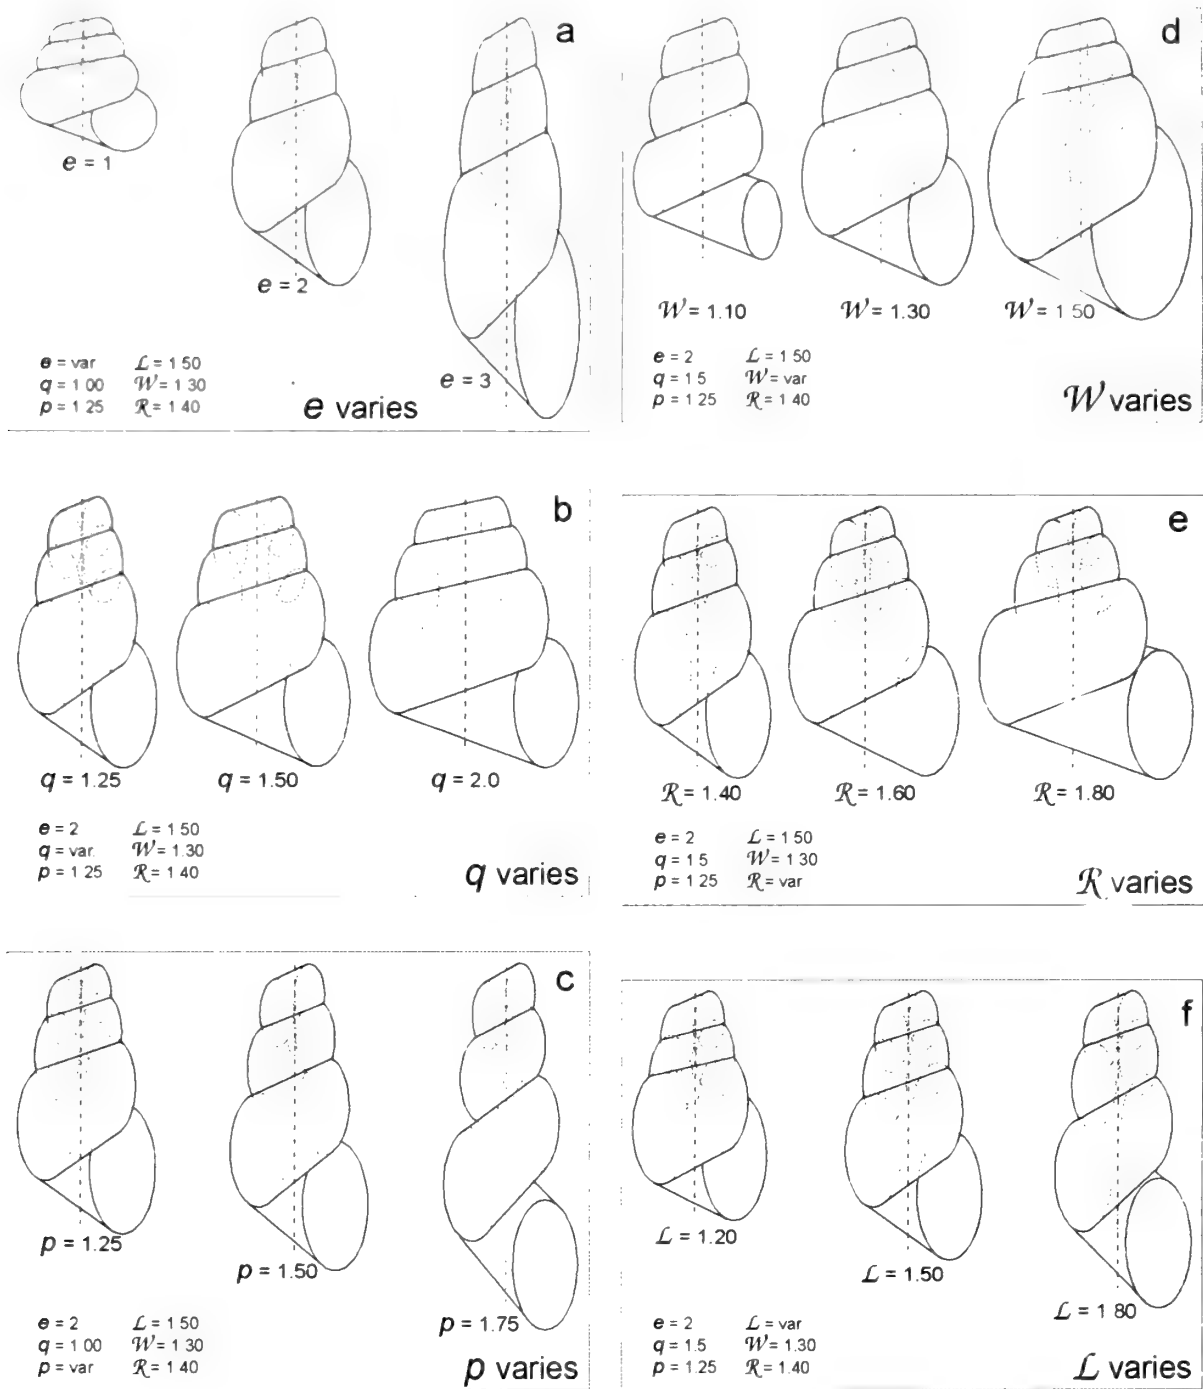 a
e = 1
e = 2
e = 3
e = var ℒ = 1 50
q = 1 00 𝒲 = 1 30
p = 1 25 ℛ = 1 40
e varies
b
q = 1.25
q = 1.50
q = 2.0
e = 2 ℒ = 1 50
q = var. 𝒲 = 1.30
p = 1 25 ℛ = 1 40
q varies
c
p = 1.25
p = 1.50
p = 1.75
e = 2 ℒ = 1.50
q = 1 00 𝒲 = 1 30
p = var ℛ = 1 40
p varies
d
𝒲 = 1.10
𝒲 = 1.30
𝒲 = 1 50
e = 2 ℒ = 1 50
q = 1 5 𝒲 = var
p = 1 25 ℛ = 1 40
𝒲 varies
e
ℛ = 1.40
ℛ = 1.60
ℛ = 1.80
e = 2 ℒ = 1.50
q = 1 5 𝒲 = 1 30
p = 1 25 ℛ = var
ℛ varies
f
ℒ = 1.20
ℒ = 1.50
ℒ = 1 80
e = 2 ℒ = var
q = 1.5 𝒲 = 1.30
p = 1.25 ℛ = 1.40
ℒ varies